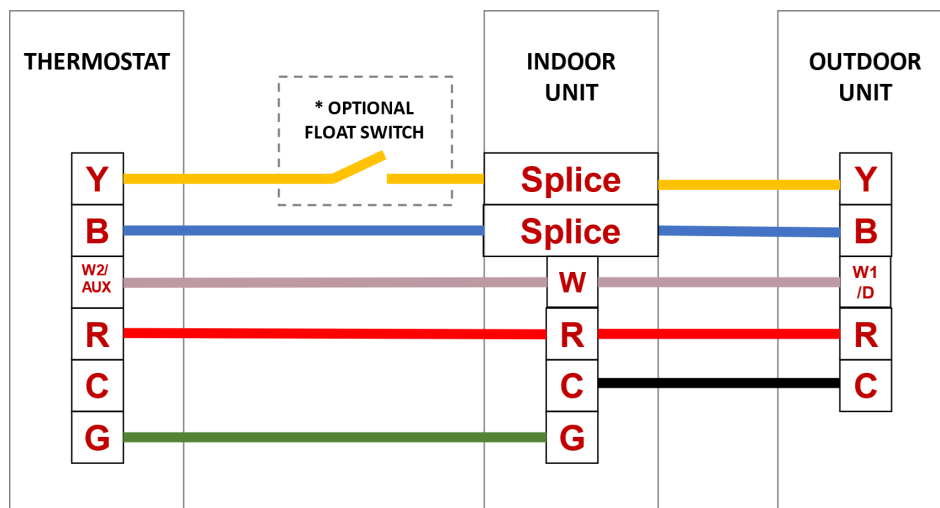 THERMOSTAT
* OPTIONAL
FLOAT SWITCH
INDOOR
UNIT
OUTDOOR
UNIT
Y
Splice
Y
B
Splice
B
W2/
AUX
W
W1
/D
R
R
R
C
C
C
G
G